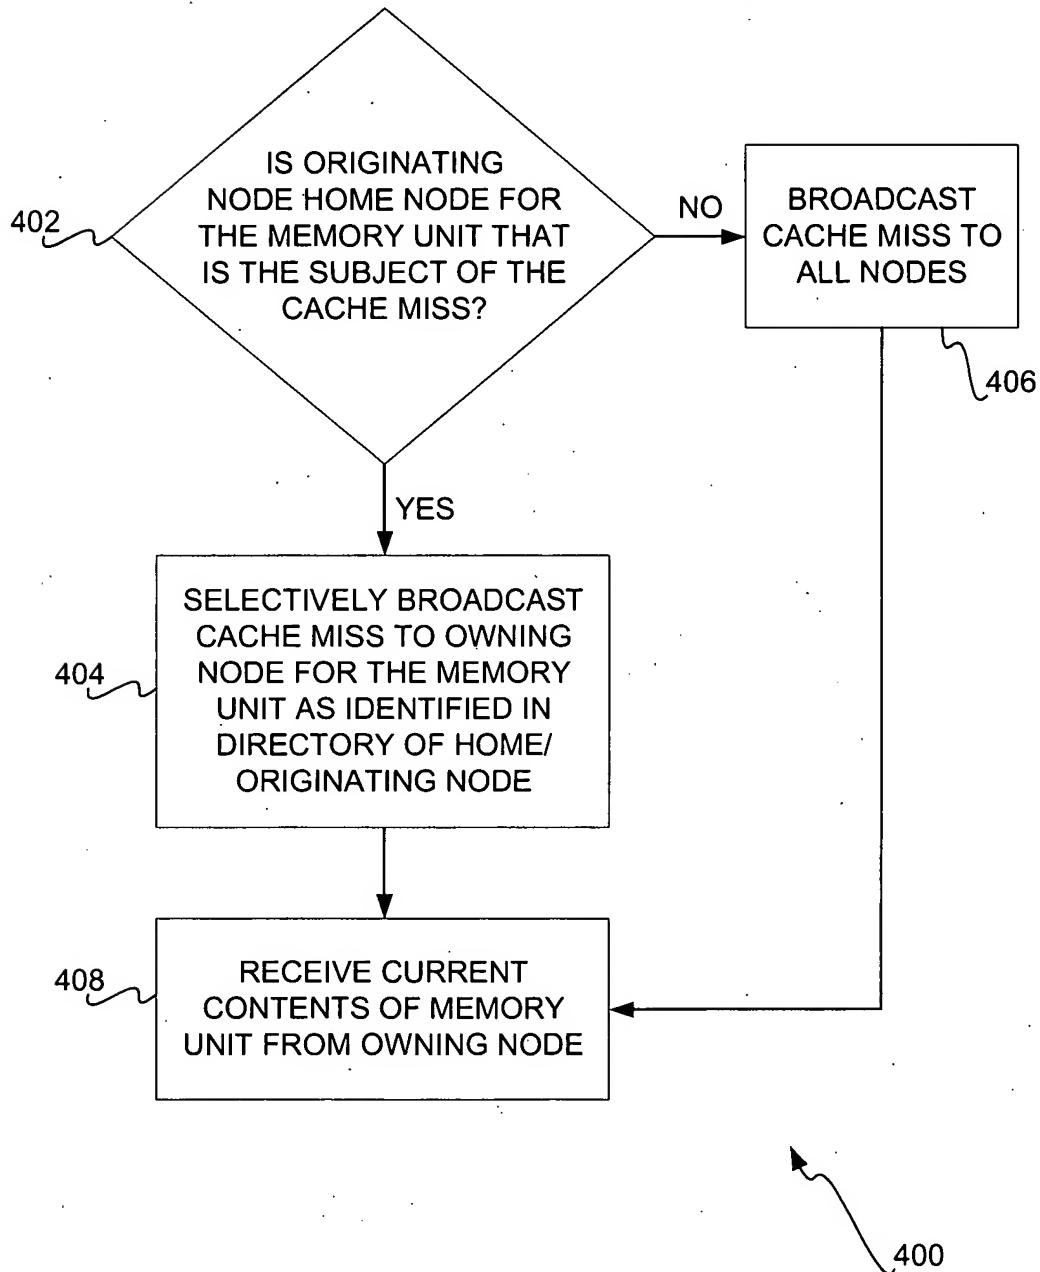 IS ORIGINATING
NODE HOME NODE FOR
THE MEMORY UNIT THAT
IS THE SUBJECT OF THE
CACHE MISS?
402
NO
BROADCAST
CACHE MISS TO
ALL NODES
406
YES
SELECTIVELY BROADCAST
CACHE MISS TO OWNING
NODE FOR THE MEMORY
UNIT AS IDENTIFIED IN
DIRECTORY OF HOME/
ORIGINATING NODE
404
RECEIVE CURRENT
CONTENTS OF MEMORY
UNIT FROM OWNING NODE
408
400